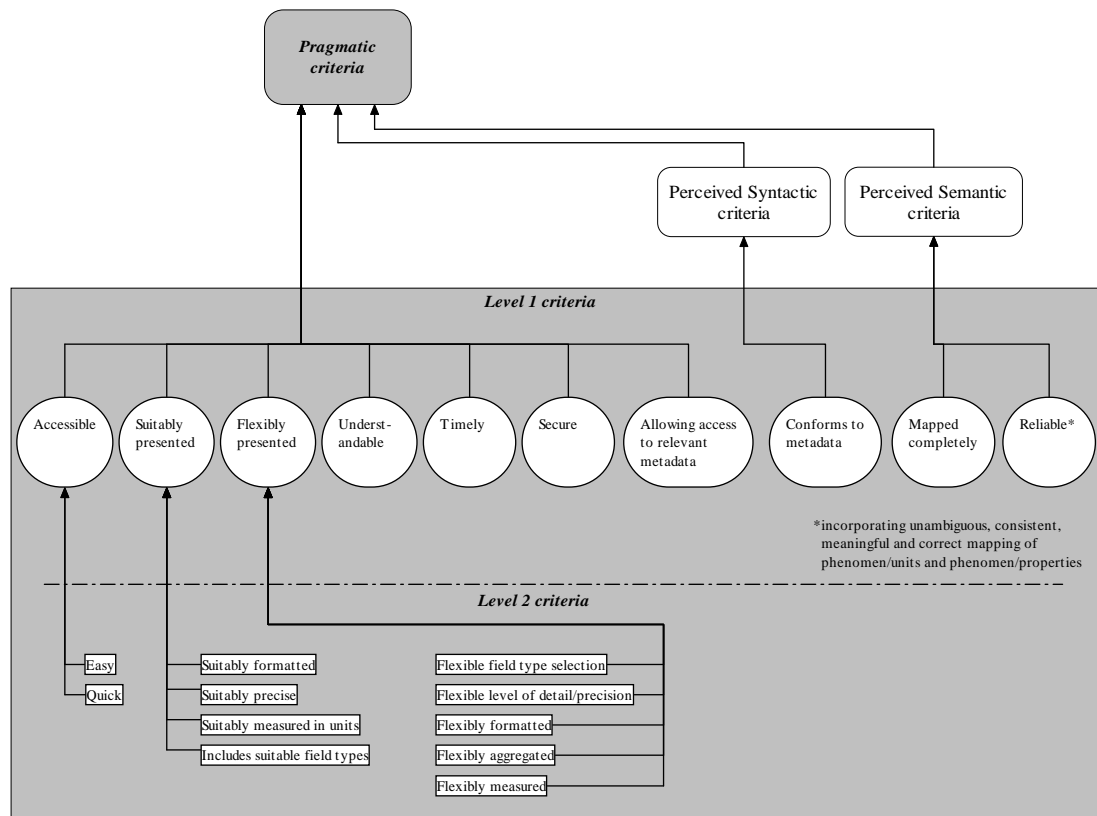 Pragmatic
criteria
Perceived Syntactic
criteria
Perceived Semantic
criteria
Level 1 criteria
Accessible
Suitably
presented
Flexibly
presented
Underst-
andable
Timely
Secure
Allowing access
to relevant
metadata
Conforms to
metadata
Mapped
completely
Reliable*
*incorporating unambiguous, consistent,
meaningful and correct mapping of
phenomen/units and phenomen/properties
Level 2 criteria
Easy
Quick
Suitably formatted
Suitably precise
Suitably measured in units
Includes suitable field types
Flexible field type selection
Flexible level of detail/precision
Flexibly formatted
Flexibly aggregated
Flexibly measured